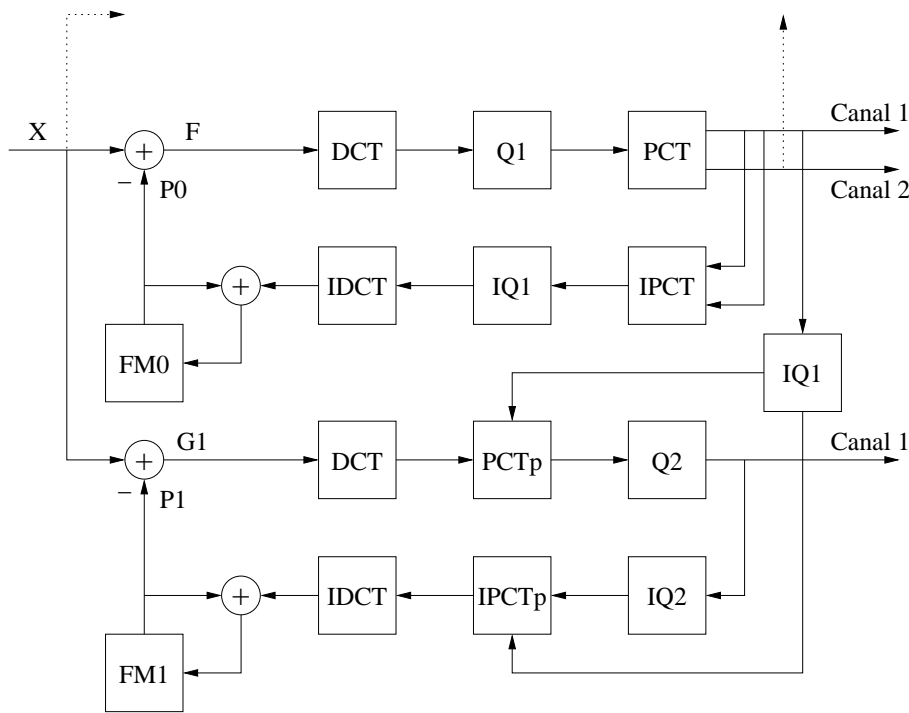 Canal 1
X
F
+
DCT
Q1
PCT
−
P0
Canal 2
+
IDCT
IQ1
IPCT
FM0
IQ1
G1
Canal 1
+
DCT
PCTp
Q2
−
P1
+
IDCT
IPCTp
IQ2
FM1